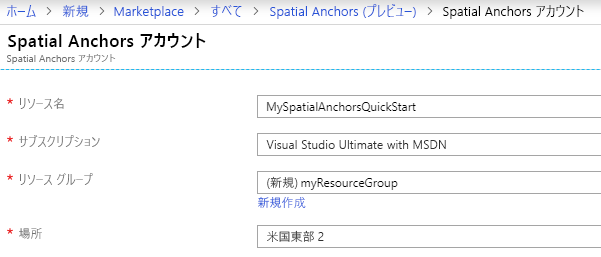 ホーム > 新規 > Marketplace > すべて > Spatial Anchors (プレビュー) > Spatial Anchors アカウント
Spatial Anchors アカウント
Spatial Anchors アカウント
* リソース名 MySpatialAnchorsQuickStart
* サブスクリプション Visual Studio Ultimate with MSDN
* リソース グループ (新規) myResourceGroup
新規作成
* 場所 米国東部 2